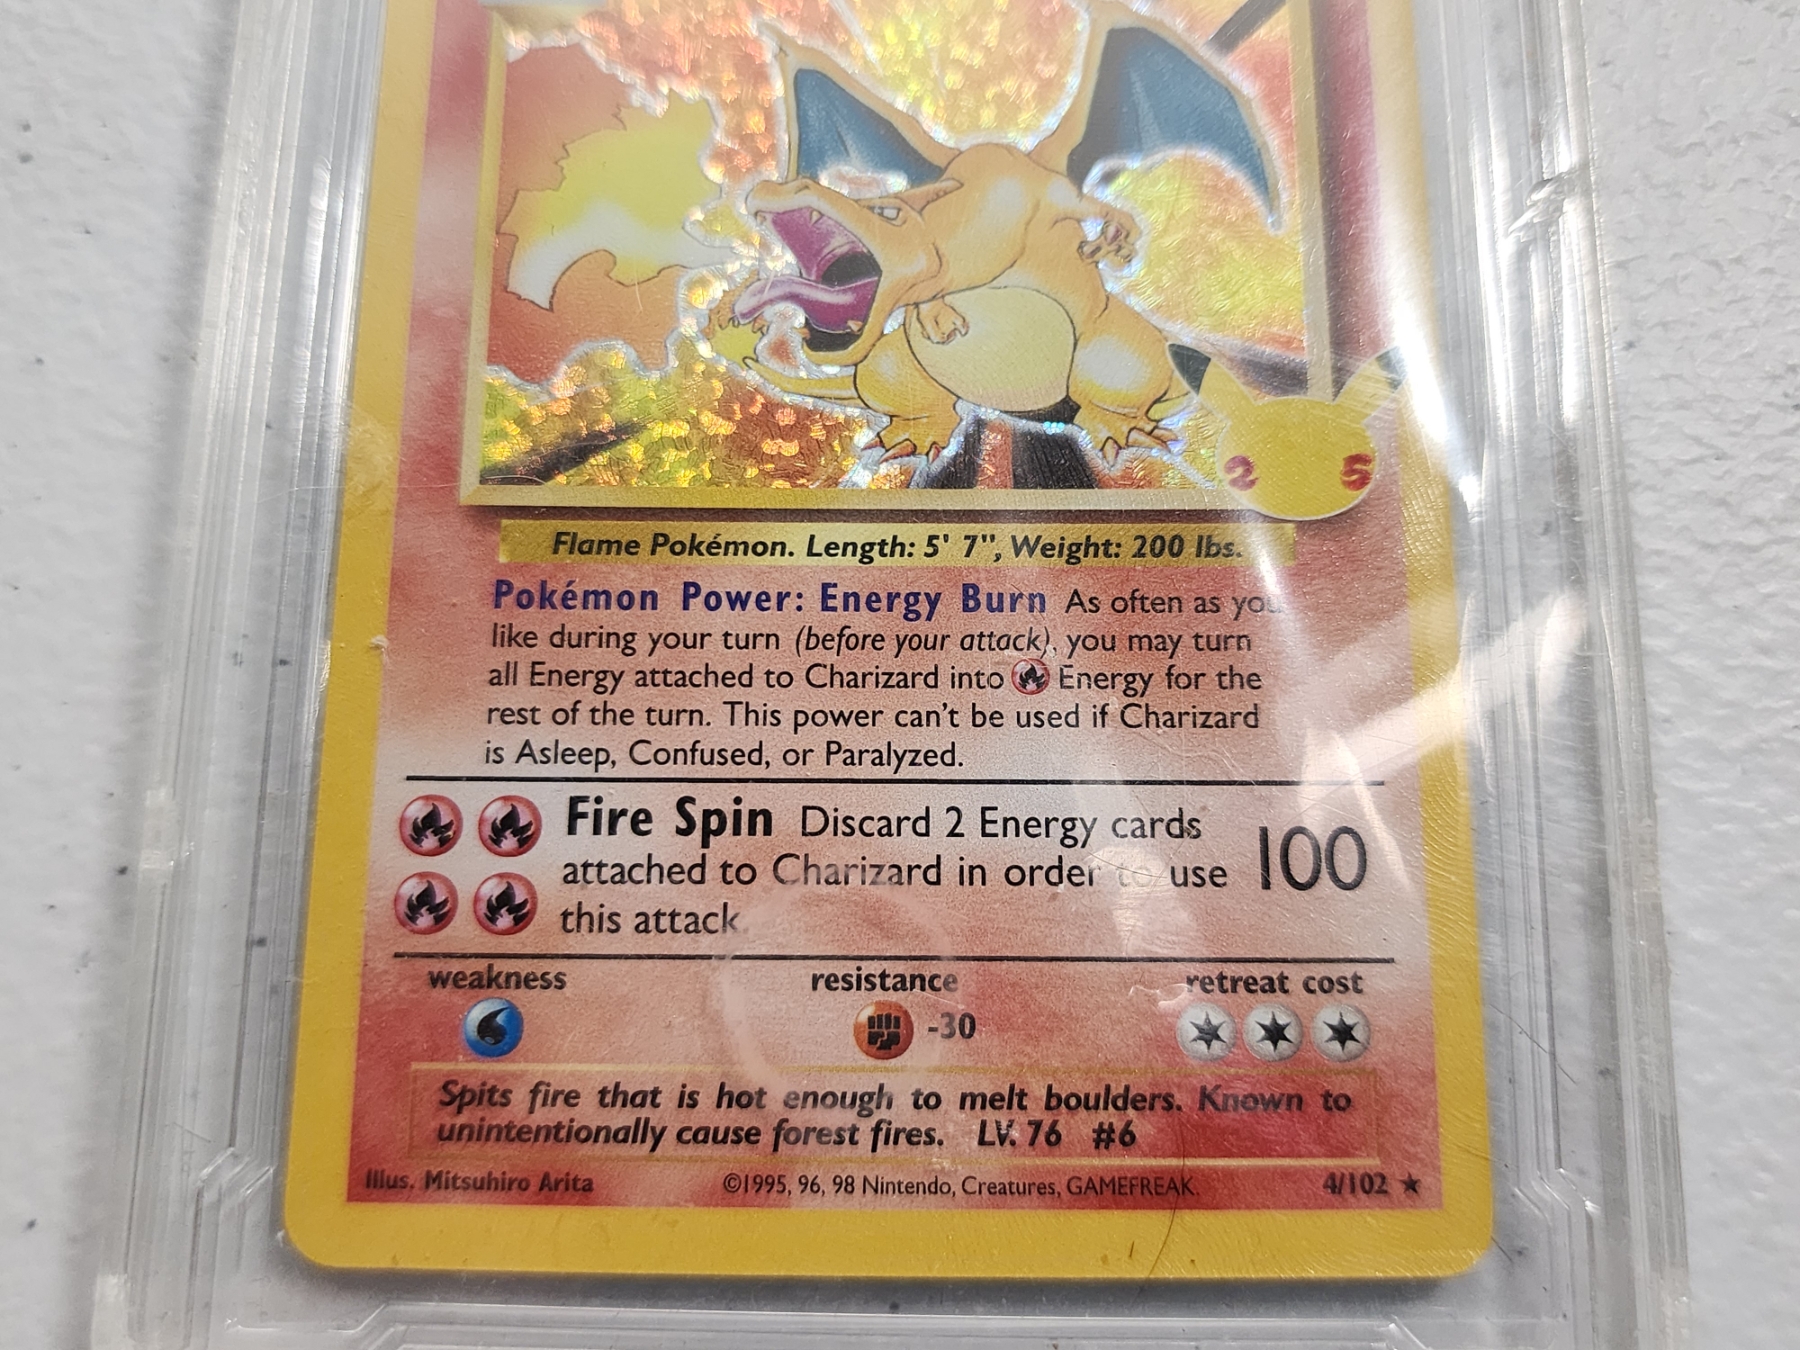 2 5
Flame Pokémon. Length: 5' 7", Weight: 200 lbs.
Pokémon Power: Energy Burn As often as you
like during your turn (before your attack), you may turn
all Energy attached to Charizard into Energy for the
rest of the turn. This power can't be used if Charizard
is Asleep, Confused, or Paralyzed.
Fire Spin Discard 2 Energy cards
attached to Charizard in order to use 100
this attack.
weakness resistance retreat cost
-30
Spits fire that is hot enough to melt boulders. Known to
unintentionally cause forest fires. LV. 76 #6
Illus. Mitsuhiro Arita ©1995, 96, 98 Nintendo, Creatures, GAMEFREAK. 4/102 ★